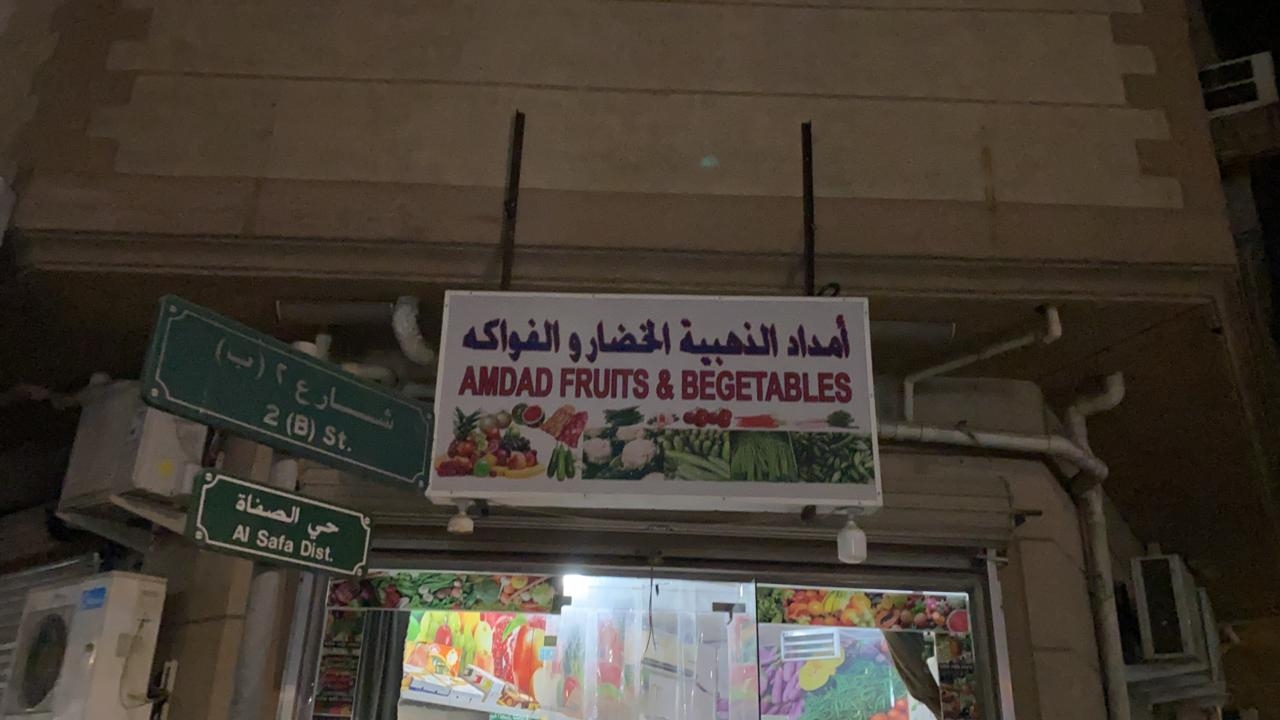 أمداد الذهبية الخضار و الفواكه
AMDAD FRUITS & BEGETABLES
شارع ٢ (ب)
2 (B) St.
حي الصفاة
Al Safa Dist.